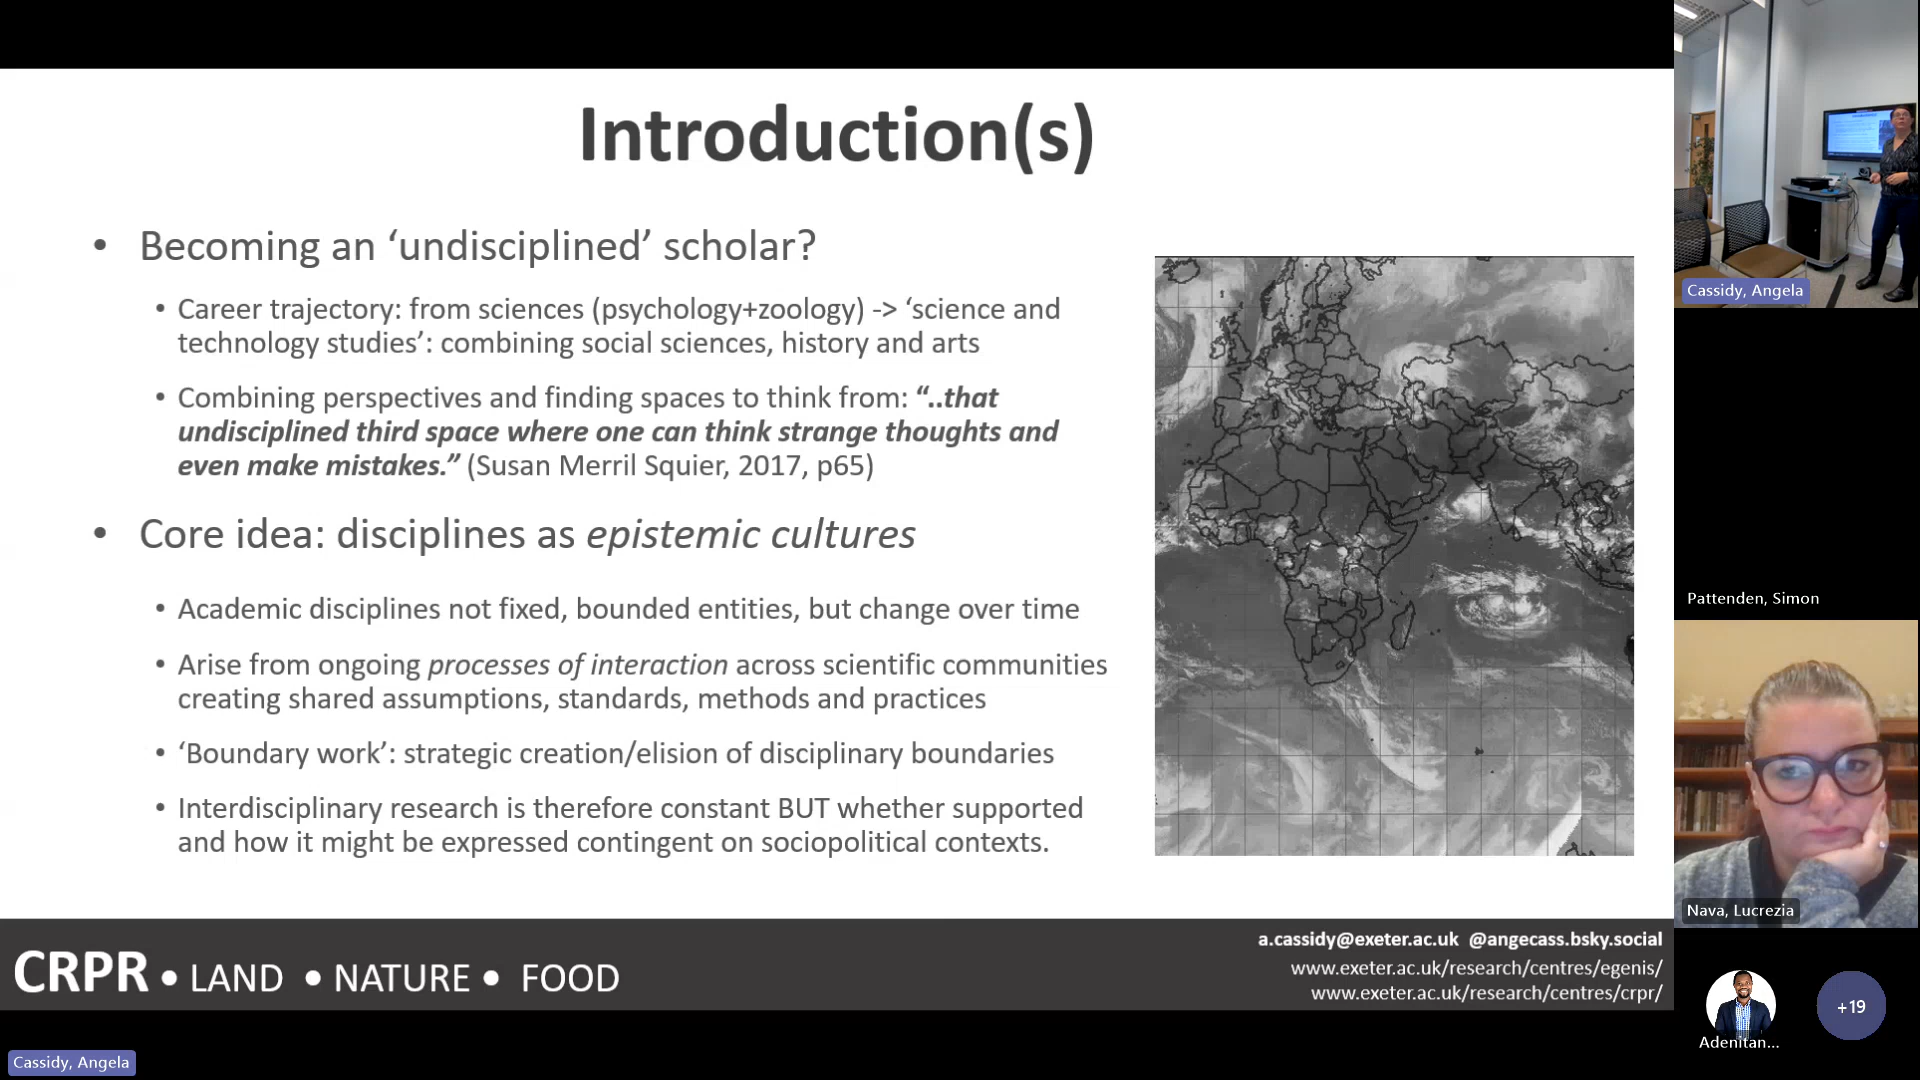 Introduction(s)
• Becoming an ‘undisciplined’ scholar?
• Career trajectory: from sciences (psychology+zoology) -> ‘science and
technology studies’: combining social sciences, history and arts
• Combining perspectives and finding spaces to think from: “..that
undisciplined third space where one can think strange thoughts and
even make mistakes.” (Susan Merril Squier, 2017, p65)
• Core idea: disciplines as epistemic cultures
• Academic disciplines not fixed, bounded entities, but change over time
• Arise from ongoing processes of interaction across scientific communities
creating shared assumptions, standards, methods and practices
• ‘Boundary work’: strategic creation/elision of disciplinary boundaries
• Interdisciplinary research is therefore constant BUT whether supported
and how it might be expressed contingent on sociopolitical contexts.
CRPR • LAND • NATURE • FOOD
a.cassidy@exeter.ac.uk @angecass.bsky.social
www.exeter.ac.uk/research/centres/egenis/
www.exeter.ac.uk/research/centres/crpr/
Cassidy, Angela
Cassidy, Angela
Pattenden, Simon
Nava, Lucrezia
Adenitan...
+19